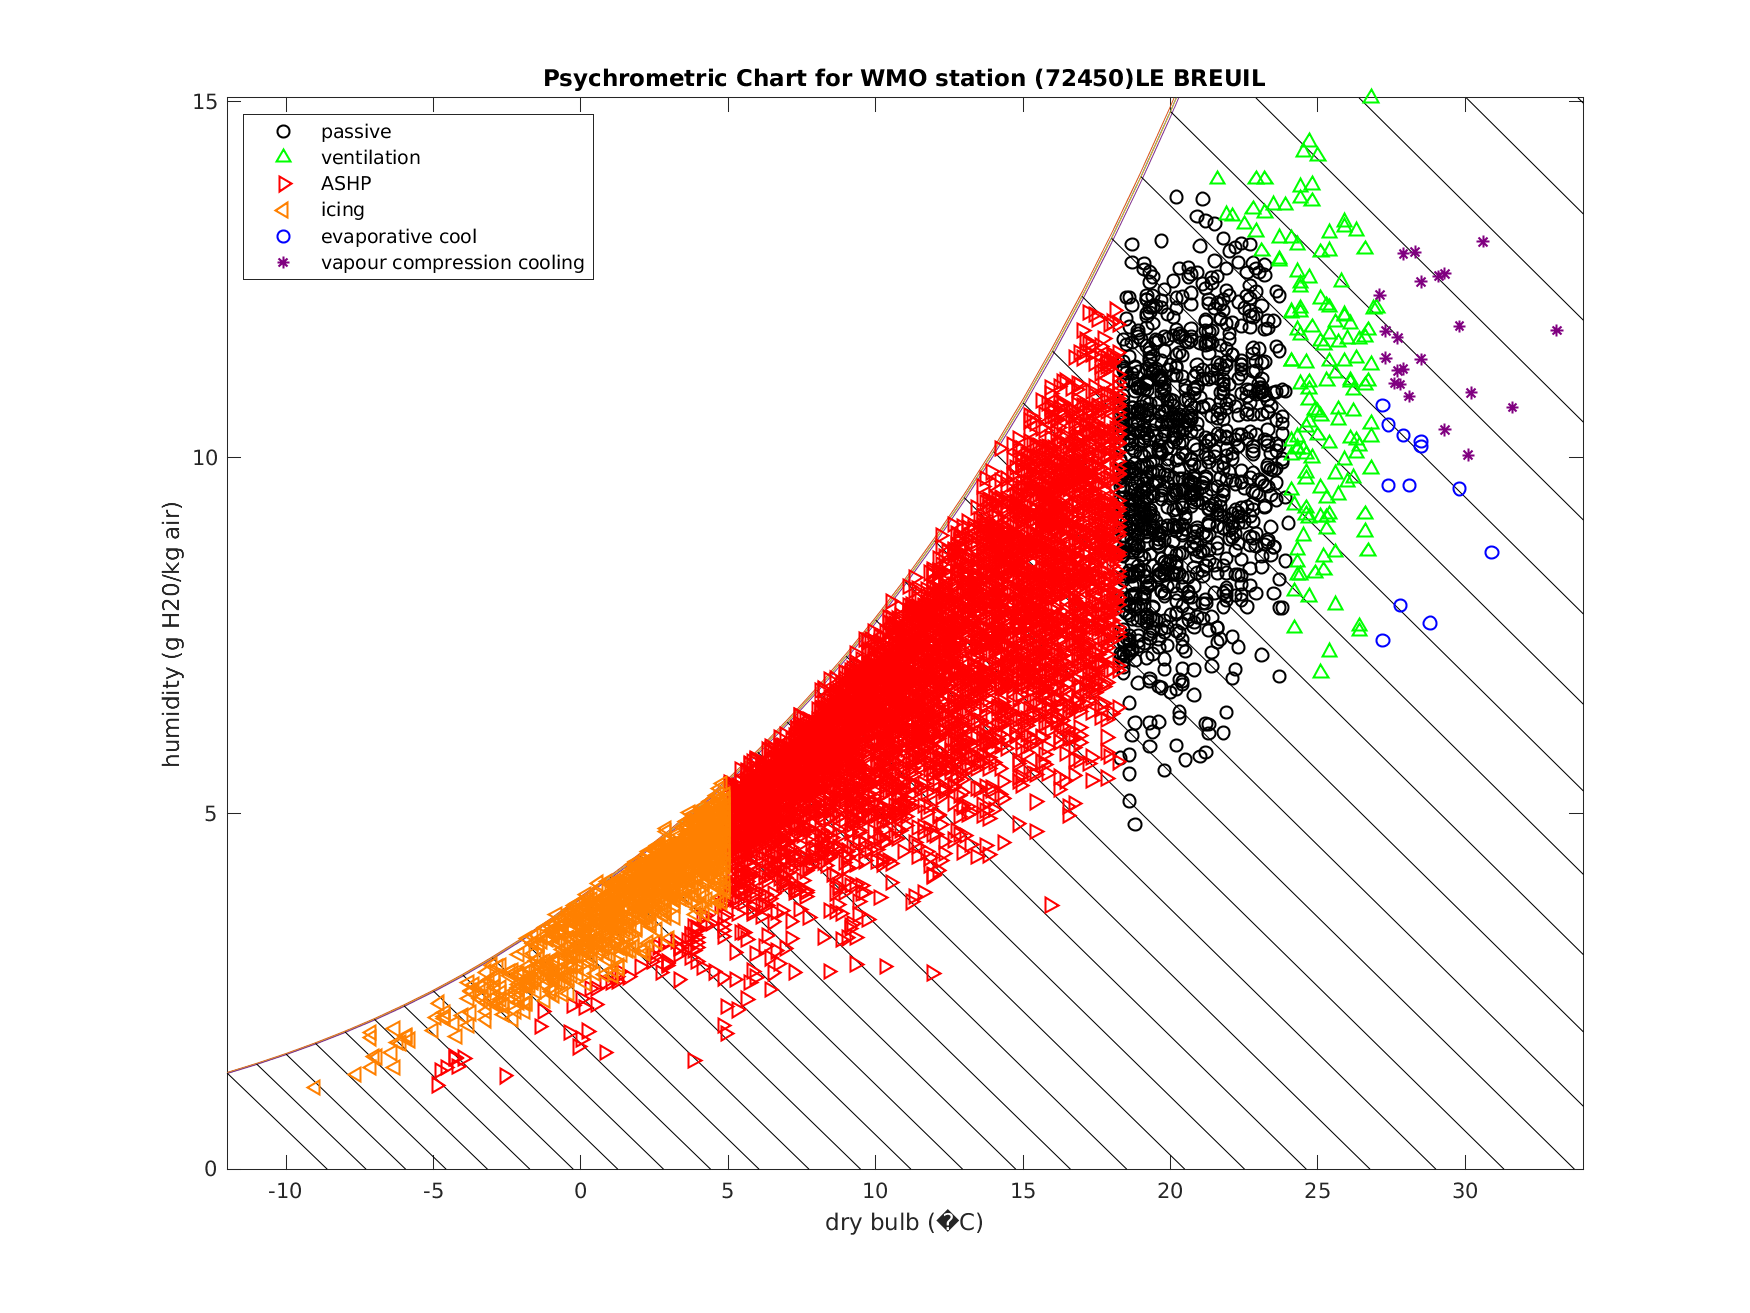 Psychrometric Chart for WMO station (72450)LE BREUIL
15
passive
ventilation
ASHP
icing
evaporative cool
vapour compression cooling
10
humidity (g H20/kg air)
5
0
-10 -5 0 5 10 15 20 25 30
dry bulb (�C)